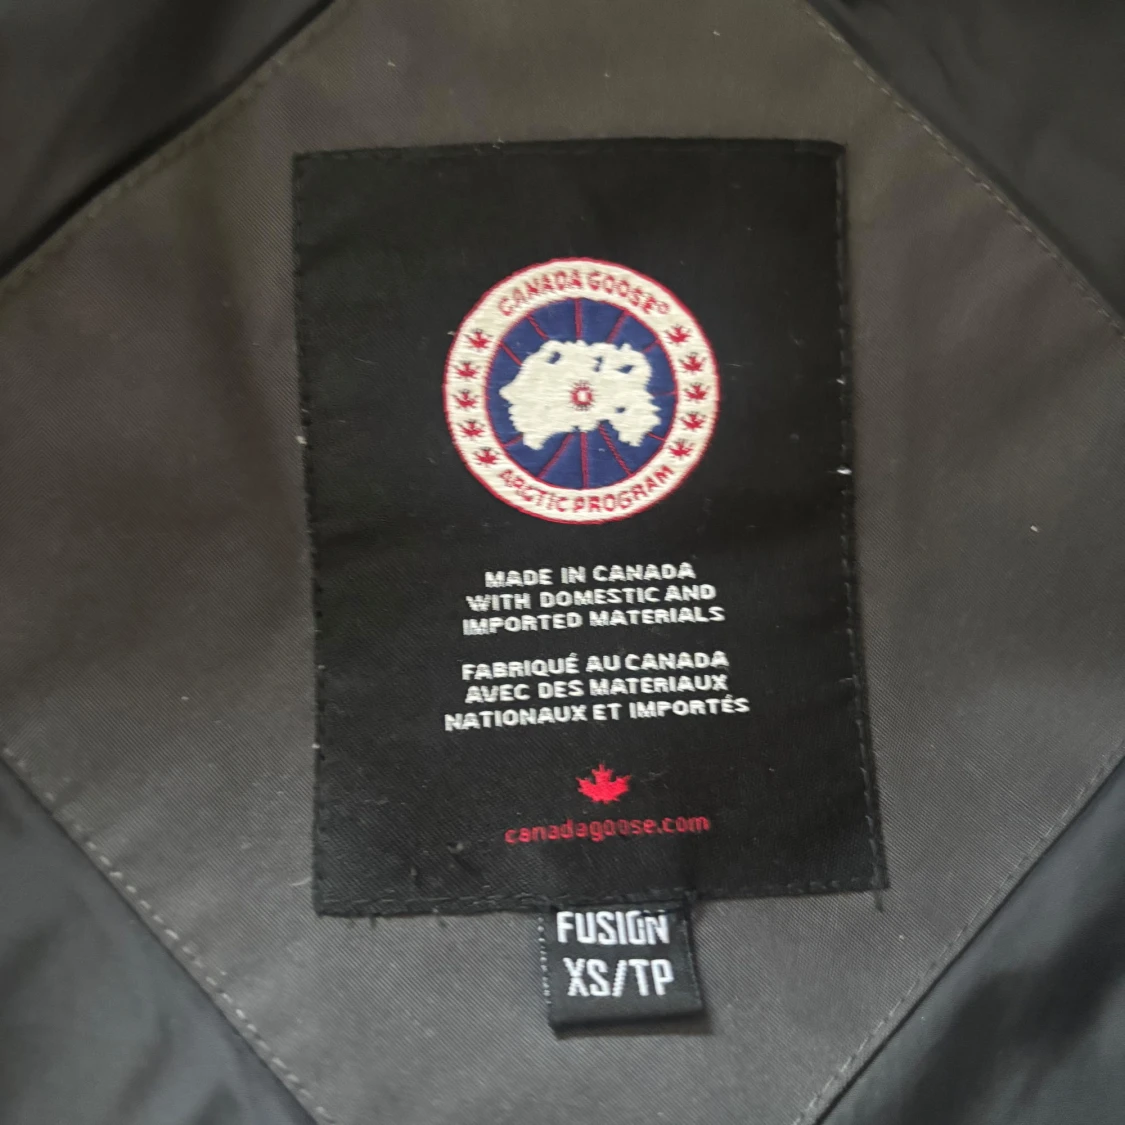 CANADA GOOSE®
ARCTIC PROGRAM
MADE IN CANADA
WITH DOMESTIC AND
IMPORTED MATERIALS
FABRIQUÉ AU CANADA
AVEC DES MATERIAUX
NATIONAUX ET IMPORTÉS
canadagoose.com
FUSION
XS/TP